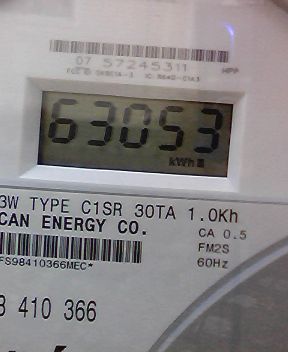 07 57245311
HPP
63053
kWh
3W TYPE C1SR 30TA 1.0Kh
CAN ENERGY CO.
CA 0.5
FM2S
60Hz
FS98410366MEC*
410 366